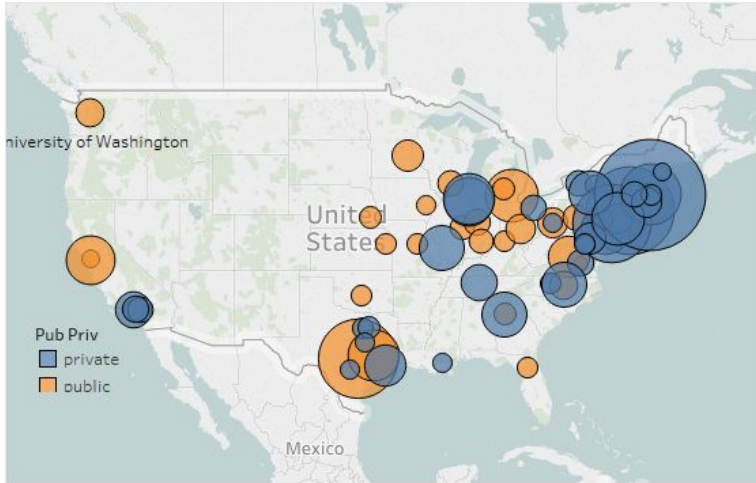 niversity of Washington
United
States
Pub Priv
private
public
Mexico